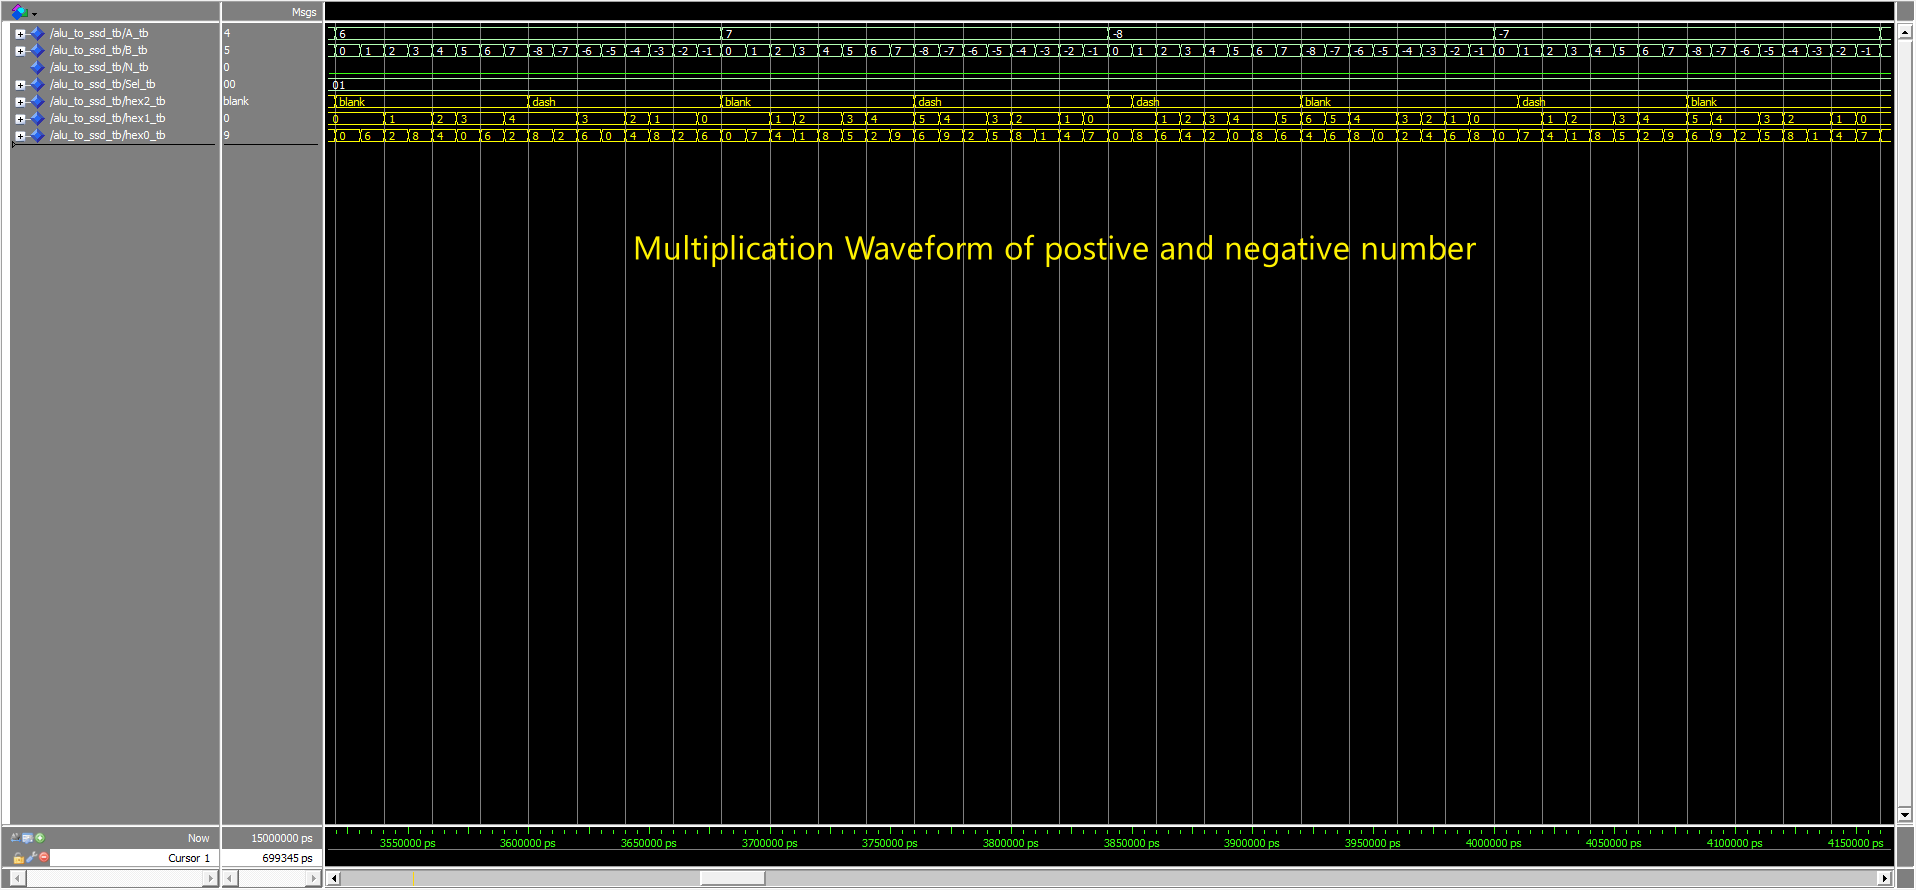 Msgs
/alu_to_ssd_tb/A_tb 4 6 7 -8 -7
/alu_to_ssd_tb/B_tb 5 0 1 2 3 4 5 6 7 -8 -7 -6 -5 -4 -3 -2 -1 0 1 2 3 4 5 6 7 -8 -7 -6 -5 -4 -3 -2 -1 0 1 2 3 4 5 6 7 -8 -7 -6 -5 -4 -3 -2 -1 0 1 2 3 4 5 6 7 -8 -7 -6 -5 -4 -3 -2 -1
/alu_to_ssd_tb/N_tb 0
/alu_to_ssd_tb/Sel_tb 00 01
/alu_to_ssd_tb/hex2_tb blank blank dash blank dash dash blank dash blank
/alu_to_ssd_tb/hex1_tb 0 0 1 2 3 4 3 2 1 0 1 2 3 4 5 4 3 2 1 0 1 2 3 4 5 6 5 4 3 2 1 0 1 2 3 4 5 4 3 2 1 0
/alu_to_ssd_tb/hex0_tb 9 0 6 2 8 4 0 6 2 8 2 6 0 4 8 2 6 0 7 4 1 8 5 2 9 6 9 2 5 8 1 4 7 0 8 6 4 2 0 8 6 4 6 8 0 2 4 6 8 0 7 4 1 8 5 2 9 6 9 2 5 8 1 4 7
Multiplication Waveform of postive and negative number
Now 15000000 ps 3550000 ps 3600000 ps 3650000 ps 3700000 ps 3750000 ps 3800000 ps 3850000 ps 3900000 ps 3950000 ps 4000000 ps 4050000 ps 4100000 ps 4150000 ps
Cursor 1 699345 ps